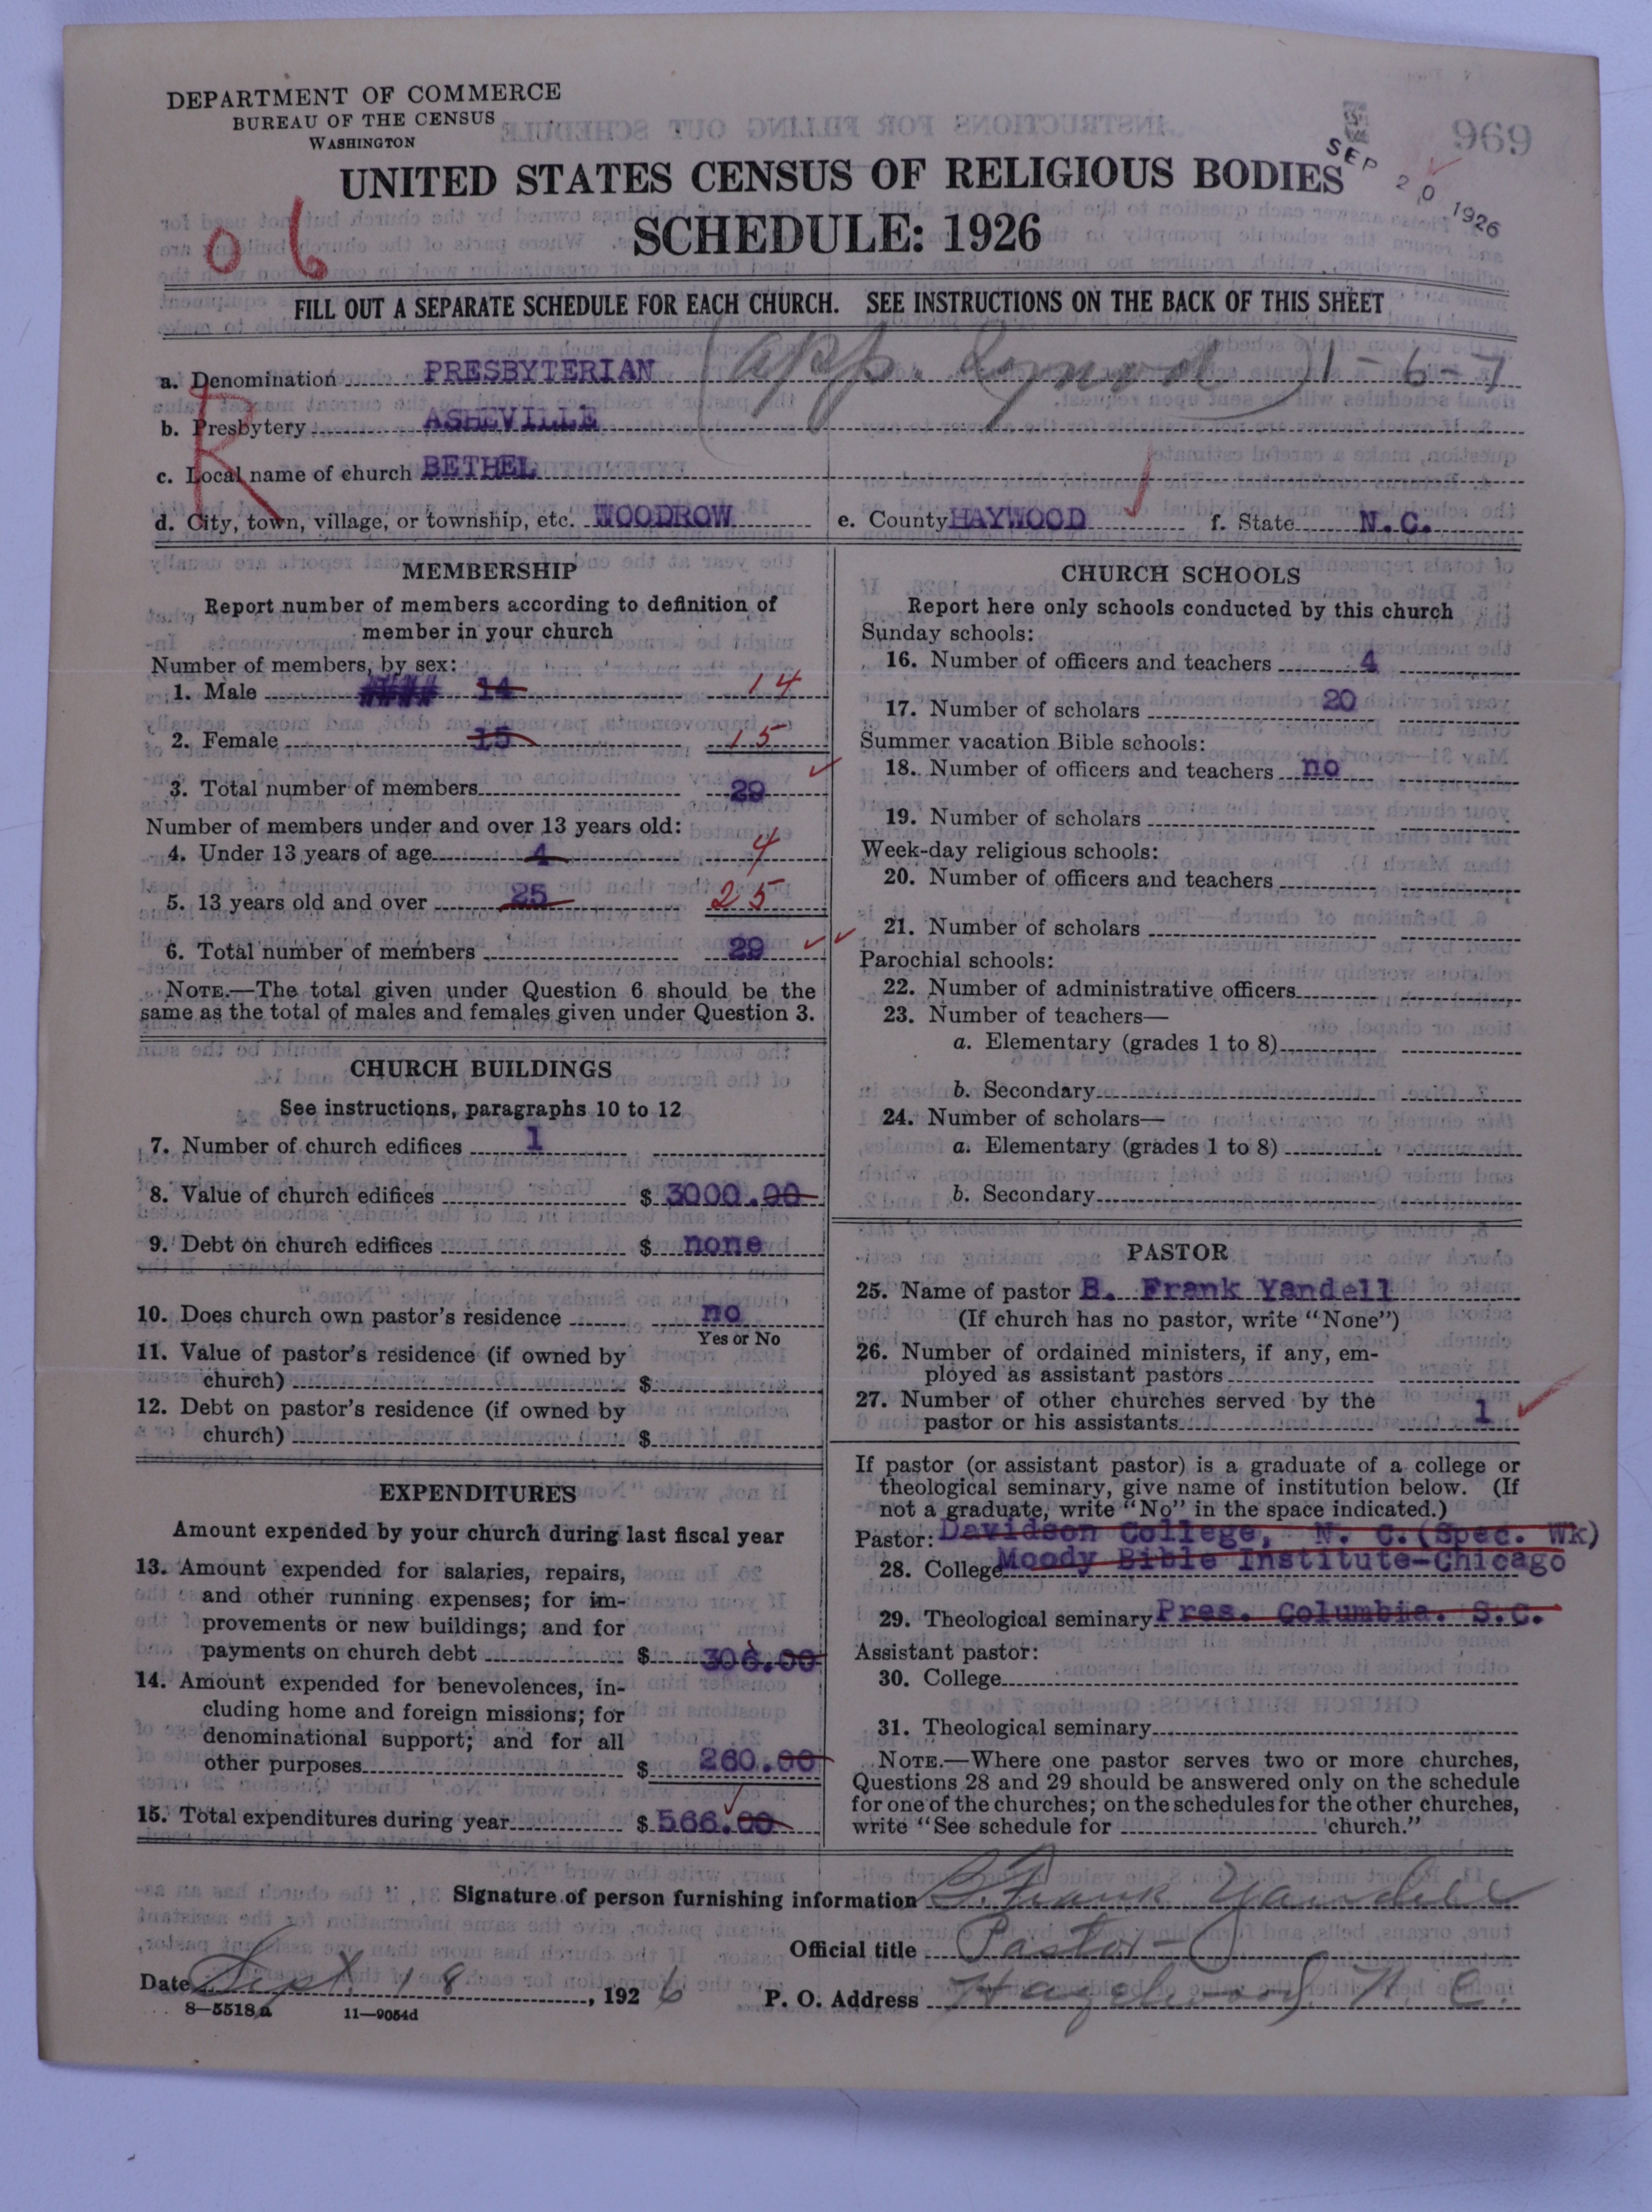 DEPARTMENT OF COMMERCE
BUREAU OF THE CENSUS
WASHINGTON
969
SEP 20 1926
UNITED STATES CENSUS OF RELIGIOUS BODIES
SCHEDULE: 1926
06
FILL OUT A SEPARATE SCHEDULE FOR EACH CHURCH. SEE INSTRUCTIONS ON THE BACK OF THIS SHEET
a. Denomination PRESBYTERIAN (App. Synod) 1-6-7
b. Presbytery ASHEVILLE
R
c. Local name of church BETHEL
d. City, town, village, or township, etc. WOODROW e. County HAYWOOD f. State N.C.
MEMBERSHIP
Report number of members according to definition of
member in your church
Number of members, by sex:
1. Male 14 14
2. Female 15 15
3. Total number of members 29
Number of members under and over 13 years old:
4. Under 13 years of age 4 4
5. 13 years old and over 25 25
6. Total number of members 29
NOTE.—The total given under Question 6 should be the
same as the total of males and females given under Question 3.
CHURCH BUILDINGS
See instructions, paragraphs 10 to 12
7. Number of church edifices 1
8. Value of church edifices $ 3000.00
9. Debt on church edifices $ none
10. Does church own pastor's residence no
Yes or No
11. Value of pastor's residence (if owned by
church) $
12. Debt on pastor's residence (if owned by
church) $
EXPENDITURES
Amount expended by your church during last fiscal year
13. Amount expended for salaries, repairs,
and other running expenses; for im-
provements or new buildings; and for
payments on church debt $ 306.00
14. Amount expended for benevolences, in-
cluding home and foreign missions; for
denominational support; and for all
other purposes $ 260.00
15. Total expenditures during year $ 566.00
CHURCH SCHOOLS
Report here only schools conducted by this church
Sunday schools:
16. Number of officers and teachers 4
17. Number of scholars 20
Summer vacation Bible schools:
18. Number of officers and teachers no
19. Number of scholars
Week-day religious schools:
20. Number of officers and teachers
21. Number of scholars
Parochial schools:
22. Number of administrative officers
23. Number of teachers—
a. Elementary (grades 1 to 8)
b. Secondary
24. Number of scholars—
a. Elementary (grades 1 to 8)
b. Secondary
PASTOR
25. Name of pastor B. Frank Yandell
(If church has no pastor, write "None")
26. Number of ordained ministers, if any, em-
ployed as assistant pastors
27. Number of other churches served by the
pastor or his assistants 1
If pastor (or assistant pastor) is a graduate of a college or
theological seminary, give name of institution below. (If
not a graduate, write "No" in the space indicated.)
Pastor: Davidson College, N. C. (Spec. Wk)
28. College Moody Bible Institute-Chicago
29. Theological seminary Pres. Columbia. S.C.
Assistant pastor:
30. College
31. Theological seminary
NOTE.—Where one pastor serves two or more churches,
Questions 28 and 29 should be answered only on the schedule
for one of the churches; on the schedules for the other churches,
write "See schedule for church."
Signature of person furnishing information B. Frank Yandell
Official title Pastor
Date Sept. 18, 1926 P. O. Address Hazelwood N. C.
8—5518a 11—9054d